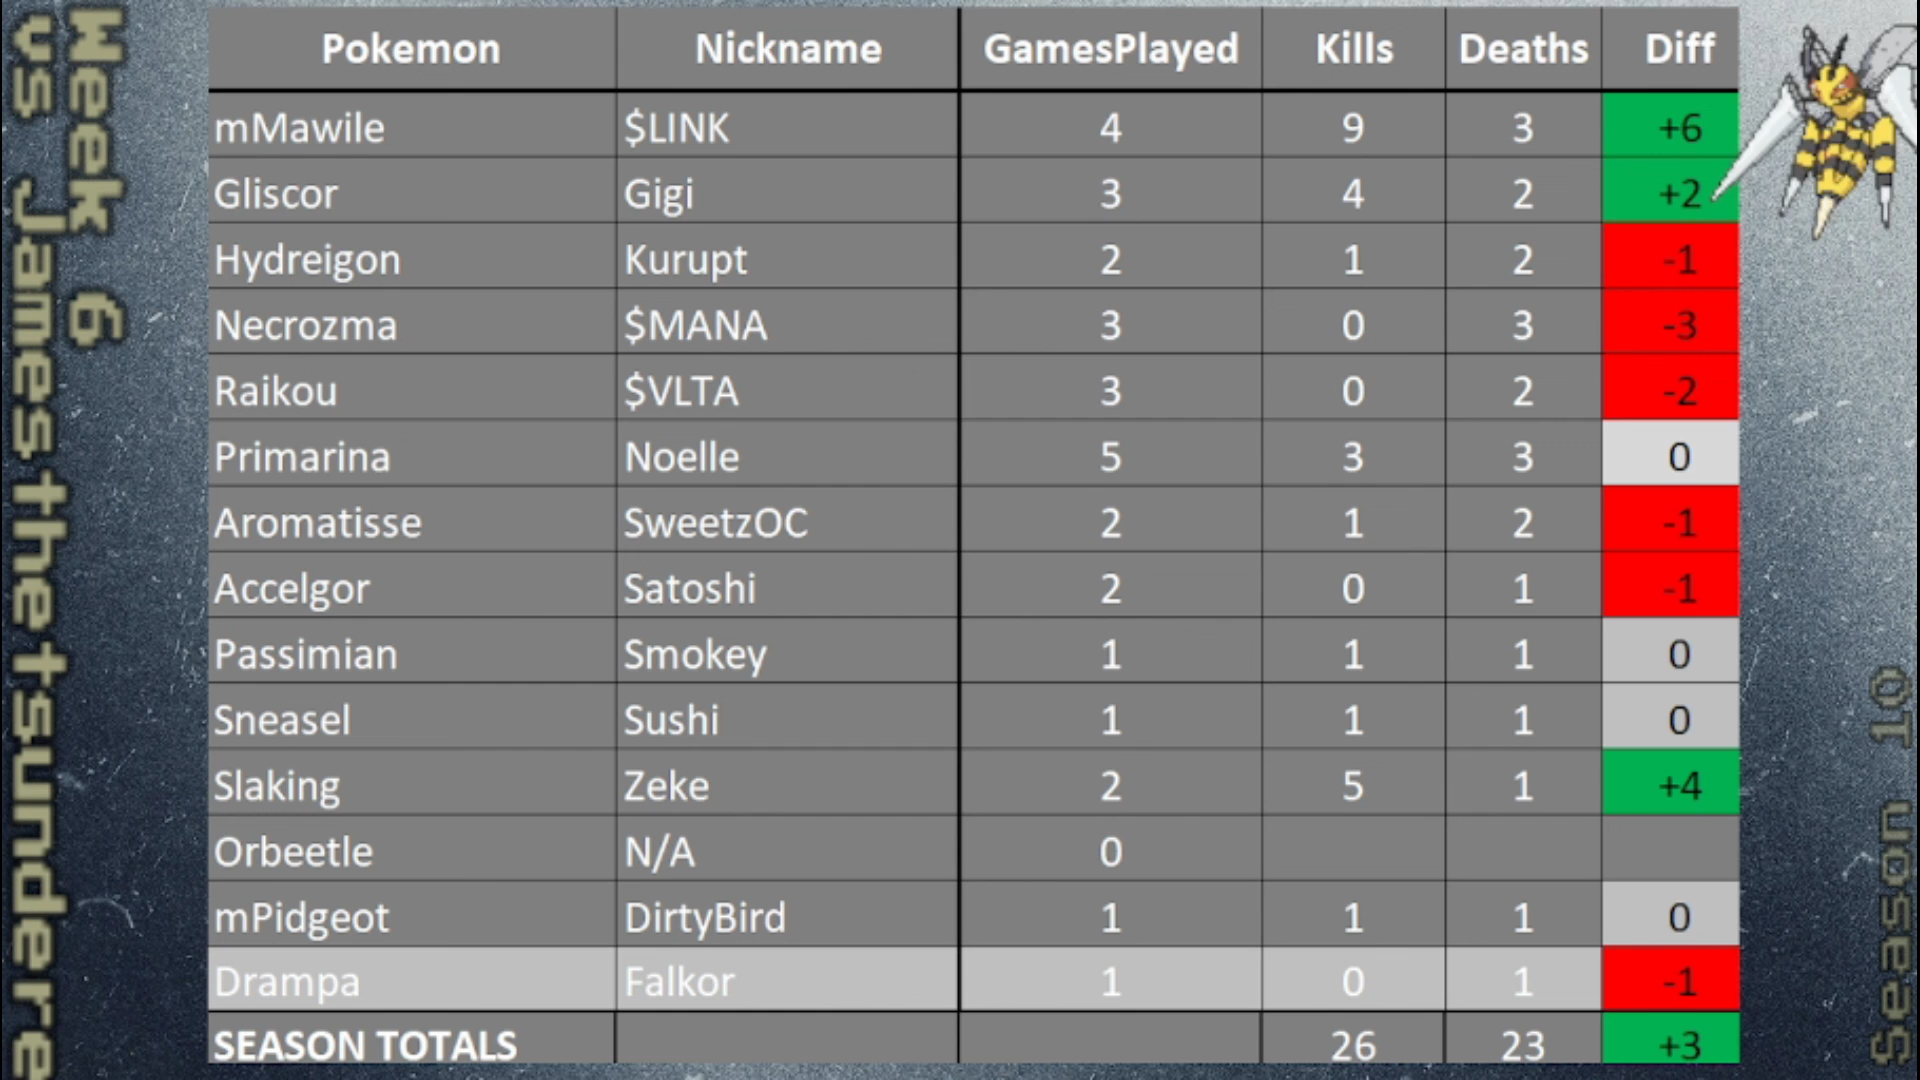 Week 6
vs Jamesthetsundere
Pokemon Nickname GamesPlayed Kills Deaths Diff
mMawile $LINK 4 9 3 +6
Gliscor Gigi 3 4 2 +2
Hydreigon Kurupt 2 1 2 -1
Necrozma $MANA 3 0 3 -3
Raikou $VLTA 3 0 2 -2
Primarina Noelle 5 3 3 0
Aromatisse SweetzOC 2 1 2 -1
Accelgor Satoshi 2 0 1 -1
Passimian Smokey 1 1 1 0
Sneasel Sushi 1 1 1 0
Slaking Zeke 2 5 1 +4
Orbeetle N/A 0
mPidgeot DirtyBird 1 1 1 0
Drampa Falkor 1 0 1 -1
SEASON TOTALS 26 23 +3
Season 10